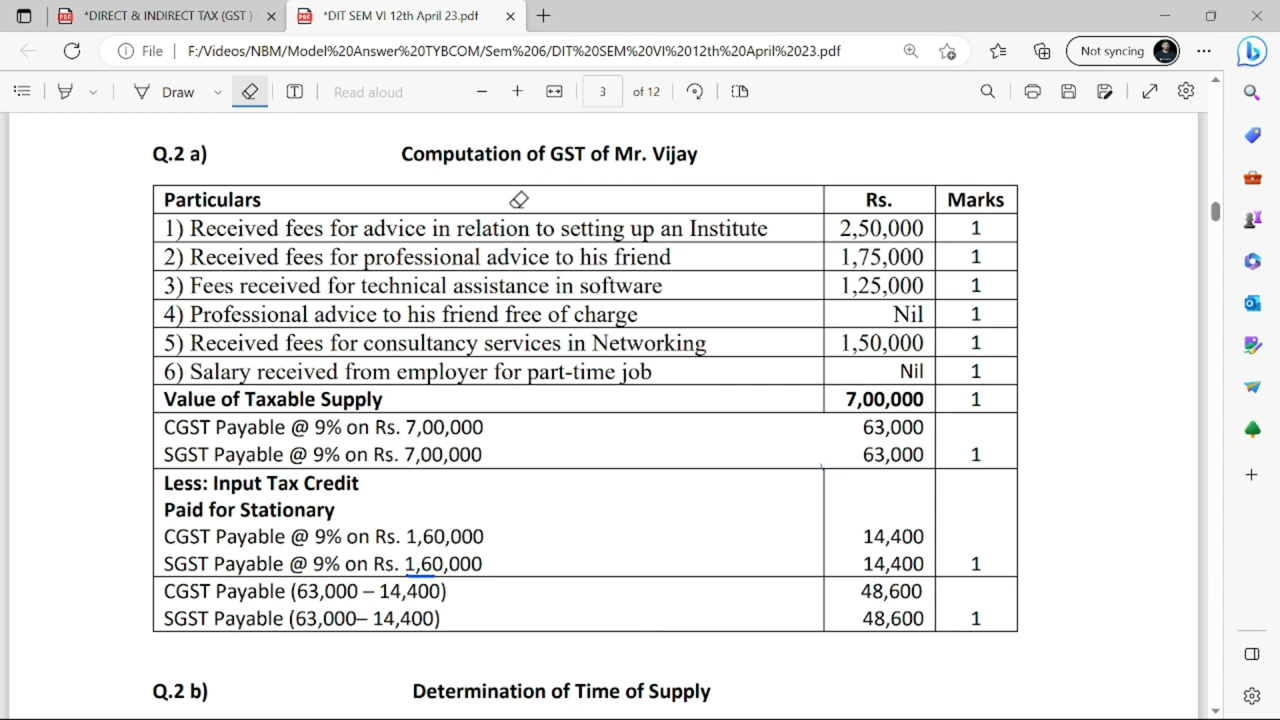 *DIRECT & INDIRECT TAX (GST)
*DIT SEM VI 12th April 23.pdf
File | F:/Videos/NBM/Model%20Answer%20TYBCOM/Sem%206/DIT%20SEM%20VI%2012th%20April%2023.pdf
Not syncing
Draw
Read aloud
3 of 12
Q.2 a) Computation of GST of Mr. Vijay
Particulars Rs. Marks
1) Received fees for advice in relation to setting up an Institute 2,50,000 1
2) Received fees for professional advice to his friend 1,75,000 1
3) Fees received for technical assistance in software 1,25,000 1
4) Professional advice to his friend free of charge Nil 1
5) Received fees for consultancy services in Networking 1,50,000 1
6) Salary received from employer for part-time job Nil 1
Value of Taxable Supply 7,00,000 1
CGST Payable @ 9% on Rs. 7,00,000 63,000
SGST Payable @ 9% on Rs. 7,00,000 63,000 1
Less: Input Tax Credit
Paid for Stationary
CGST Payable @ 9% on Rs. 1,60,000 14,400
SGST Payable @ 9% on Rs. 1,60,000 14,400 1
CGST Payable (63,000 – 14,400) 48,600
SGST Payable (63,000– 14,400) 48,600 1
Q.2 b) Determination of Time of Supply